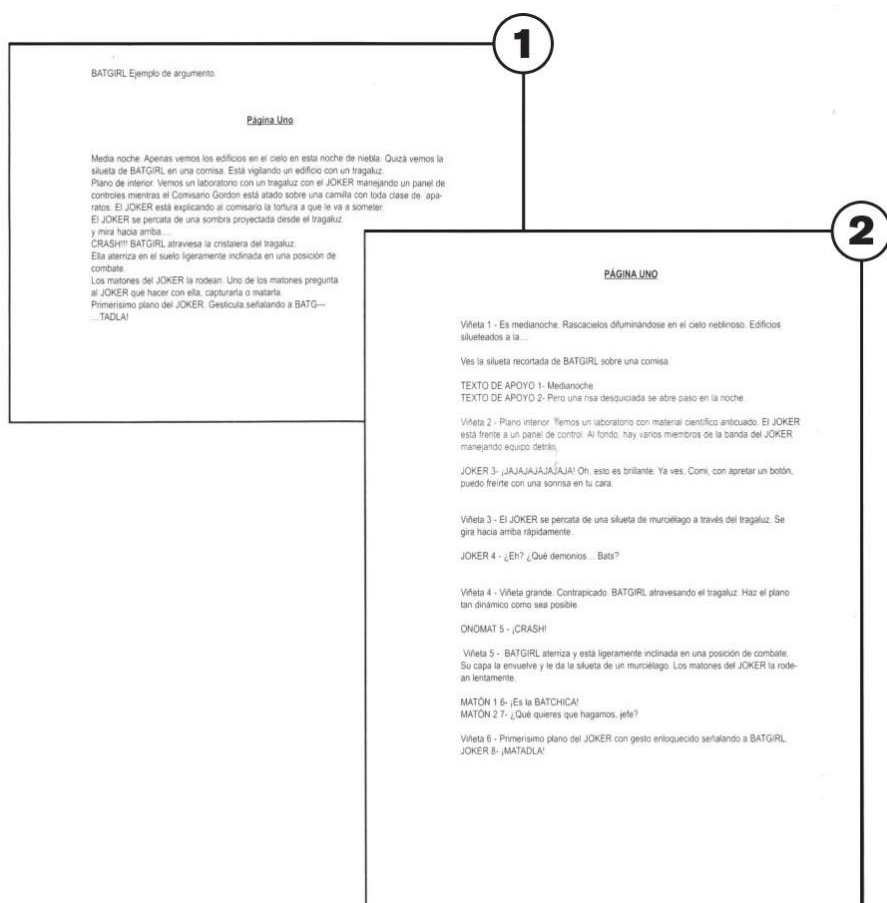 1
BATGIRL Ejemplo de argumento.
Página Uno
Media noche. Apenas vemos los edificios en el cielo en esta noche de niebla. Quizá vemos la
silueta de BATGIRL en una cornisa. Está vigilando un edificio con un tragaluz.
Plano de interior. Vemos un laboratorio con un tragaluz con el JOKER manejando un panel de
controles mientras el Comisario Gordon está atado sobre una camilla con toda clase de apa-
ratos. El JOKER está explicando al comisario la tortura a que le va a someter.
El JOKER se percata de una sombra proyectada desde el tragaluz
y mira hacia arriba....
CRASH!!! BATGIRL atraviesa la cristalera del tragaluz.
Ella aterriza en el suelo ligeramente inclinada en una posición de
combate.
Los matones del JOKER la rodean. Uno de los matones pregunta
al JOKER qué hacer con ella, capturarla o matarla.
Primerísimo plano del JOKER. Gesticula señalando a BATG---
...TADLA!
2
PÁGINA UNO
Viñeta 1 - Es medianoche. Rascacielos difuminándose en el cielo neblinoso. Edificios
silueteados a la...
Ves la silueta recortada de BATGIRL sobre una cornisa.
TEXTO DE APOYO 1- Medianoche.
TEXTO DE APOYO 2- Pero una risa desquiciada se abre paso en la noche.
Viñeta 2 - Plano interior. Vemos un laboratorio con material científico anticuado. El JOKER
está frente a un panel de control. Al fondo, hay varios miembros de la banda del JOKER
manejando equipo detrás.
JOKER 3- ¡JAJAJAJAJAJAJA! Oh, esto es brillante. Ya ves, Comi, con apretar un botón,
puedo freírte con una sonrisa en tu cara.
Viñeta 3 - El JOKER se percata de una silueta de murciélago a través del tragaluz. Se
gira hacia arriba rápidamente.
JOKER 4 - ¿Eh? ¿Qué demonios... Bats?
Viñeta 4 - Viñeta grande. Contrapicado. BATGIRL atravesando el tragaluz. Haz el plano
tan dinámico como sea posible.
ONOMAT 5 - ¡CRASH!
Viñeta 5 - BATGIRL aterriza y está ligeramente inclinada en una posición de combate.
Su capa la envuelve y le da la silueta de un murciélago. Los matones del JOKER la rode-
an lentamente.
MATÓN 1 6- ¡Es la BATCHICA!
MATÓN 2 7- ¿Qué quieres que hagamos, jefe?
Viñeta 6 - Primerísimo plano del JOKER con gesto enloquecido señalando a BATGIRL.
JOKER 8- ¡MATADLA!